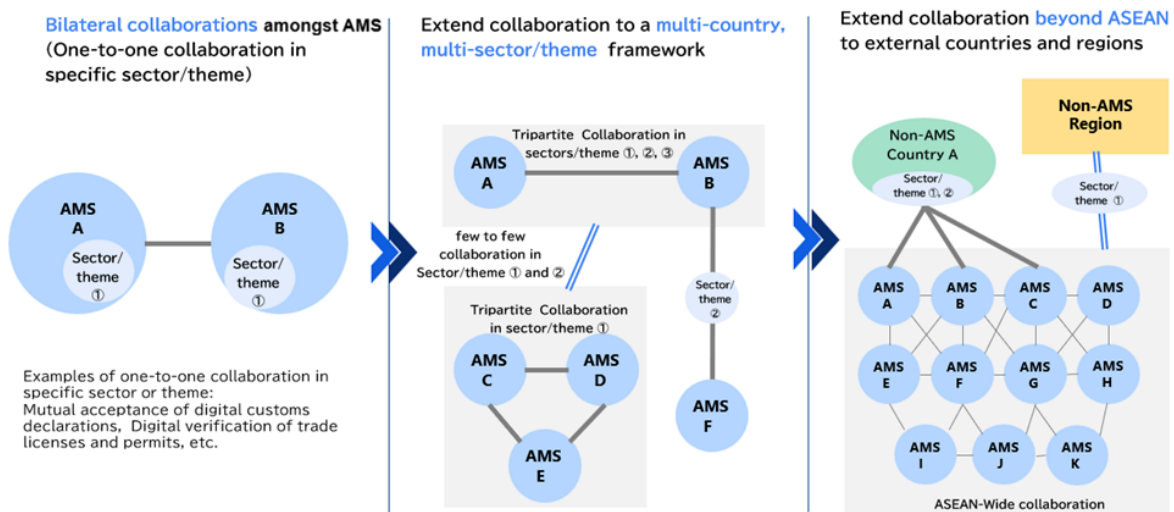 Bilateral collaborations amongst AMS
(One-to-one collaboration in
specific sector/theme)
AMS
A
Sector/
theme
①
AMS
B
Sector/
theme
①
Examples of one-to-one collaboration in
specific sector or theme:
Mutual acceptance of digital customs
declarations, Digital verification of trade
licenses and permits, etc.
Extend collaboration to a multi-country,
multi-sector/theme framework
Tripartite Collaboration in
sectors/theme ①, ②, ③
AMS
A
AMS
B
few to few
collaboration in
Sector/theme ① and ②
Sector/
theme
②
Tripartite Collaboration
in sector/theme ①
AMS
C
AMS
D
AMS
E
AMS
F
Extend collaboration beyond ASEAN
to external countries and regions
Non-AMS
Country A
Sector/
theme ①, ②
Non-AMS
Region
Sector/
theme ①
AMS
A
AMS
B
AMS
C
AMS
D
AMS
E
AMS
F
AMS
G
AMS
H
AMS
I
AMS
J
AMS
K
ASEAN-Wide collaboration